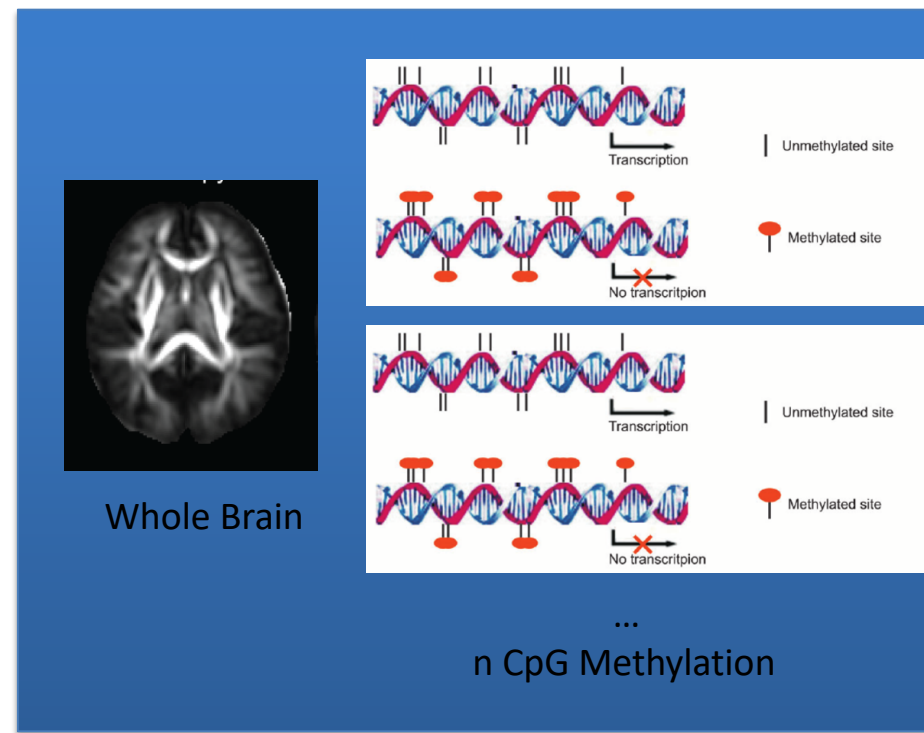 Transcription
Unmethylated site
Methylated site
No transcritpion
Whole Brain
Transcription
Unmethylated site
Methylated site
No transcritpion
...
n CpG Methylation